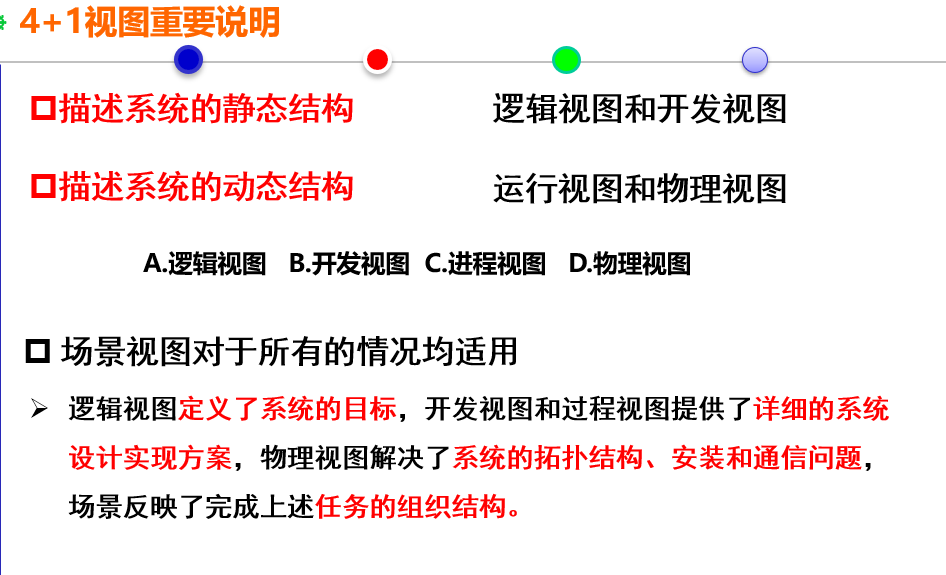 4+1视图重要说明
描述系统的静态结构 逻辑视图和开发视图
描述系统的动态结构 运行视图和物理视图
A.逻辑视图 B.开发视图 C.进程视图 D.物理视图
场景视图对于所有的情况均适用
逻辑视图定义了系统的目标，开发视图和过程视图提供了详细的系统
设计实现方案，物理视图解决了系统的拓扑结构、安装和通信问题，
场景反映了完成上述任务的组织结构。